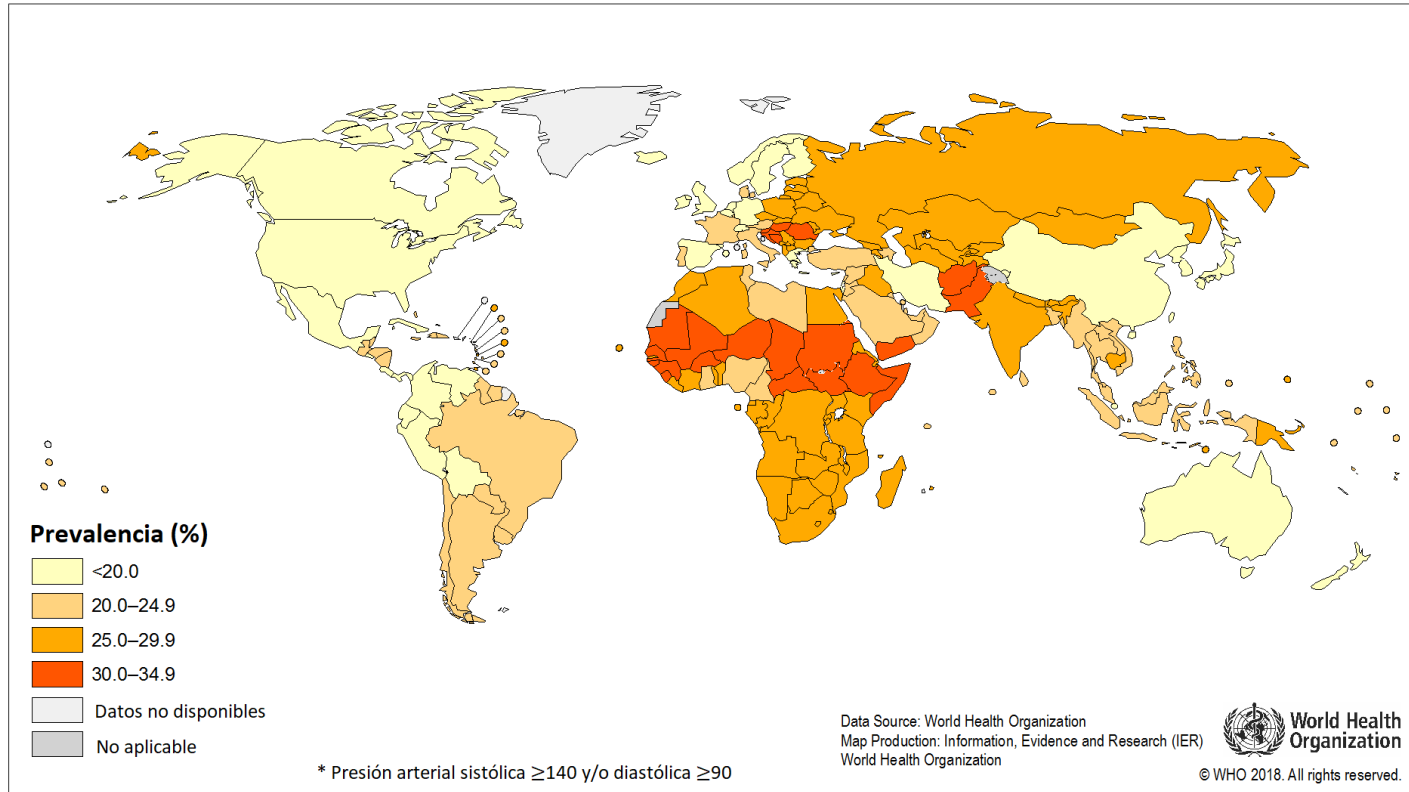 Prevalencia (%)
<20.0
20.0–24.9
25.0–29.9
30.0–34.9
Datos no disponibles
No aplicable
* Presión arterial sistólica ≥140 y/o diastólica ≥90
Data Source: World Health Organization
Map Production: Information, Evidence and Research (IER)
World Health Organization
World Health
Organization
© WHO 2018. All rights reserved.